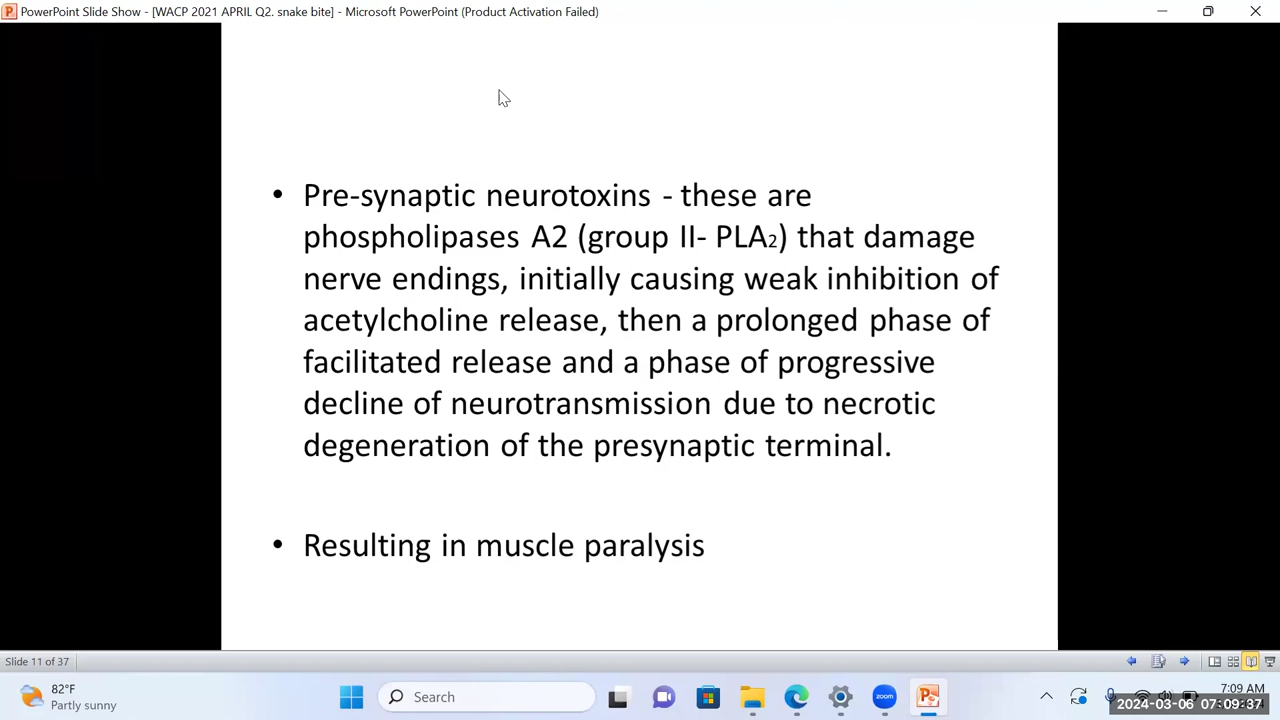 PowerPoint Slide Show - [WACP 2021 APRIL Q2. snake bite] - Microsoft PowerPoint (Product Activation Failed)
• Pre-synaptic neurotoxins - these are
phospholipases A2 (group II- PLA₂) that damage
nerve endings, initially causing weak inhibition of
acetylcholine release, then a prolonged phase of
facilitated release and a phase of progressive
decline of neurotransmission due to necrotic
degeneration of the presynaptic terminal.
• Resulting in muscle paralysis
Slide 11 of 37
82°F
Partly sunny
Search
zoom
7:09 AM
2024-03-06 07:09:37